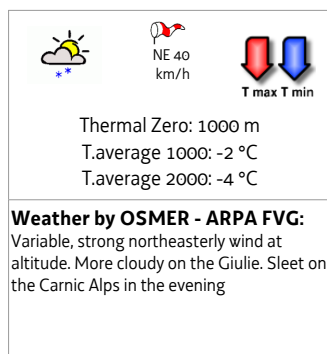 NE 40
km/h
T max T min
Thermal Zero: 1000 m
T.average 1000: -2 °C
T.average 2000: -4 °C
Weather by OSMER - ARPA FVG:
Variable, strong northeasterly wind at
altitude. More cloudy on the Giulie. Sleet on
the Carnic Alps in the evening